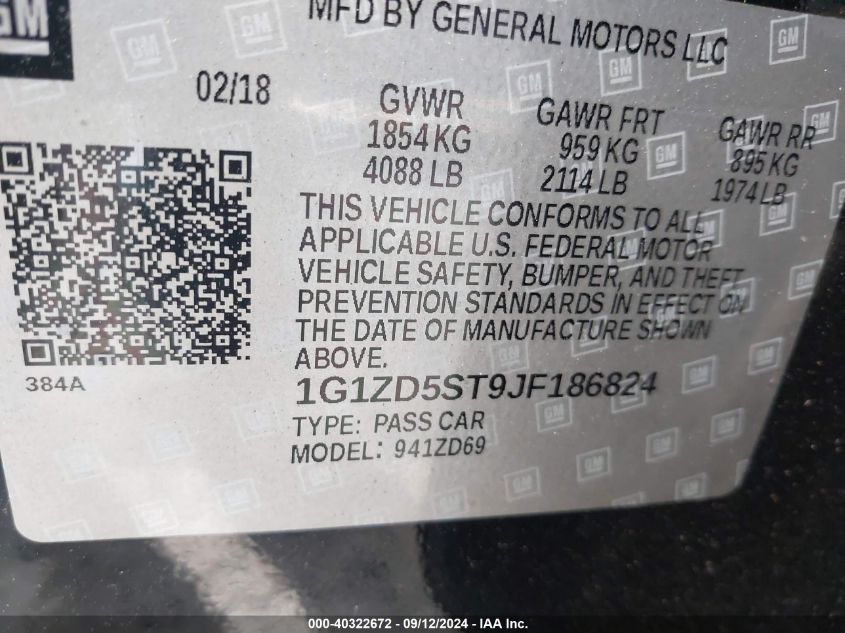 GM
MFD BY GENERAL MOTORS LLC
02/18
GVWR GAWR FRT GAWR RR
1854 KG 959 KG 895 KG
4088 LB 2114 LB 1974 LB
THIS VEHICLE CONFORMS TO ALL
APPLICABLE U.S. FEDERAL MOTOR
VEHICLE SAFETY, BUMPER, AND THEFT
PREVENTION STANDARDS IN EFFECT ON
THE DATE OF MANUFACTURE SHOWN
ABOVE.
384A
1G1ZD5ST9JF186824
TYPE: PASS CAR
MODEL: 941ZD69
000-40322672 - 09/12/2024 - IAA Inc.